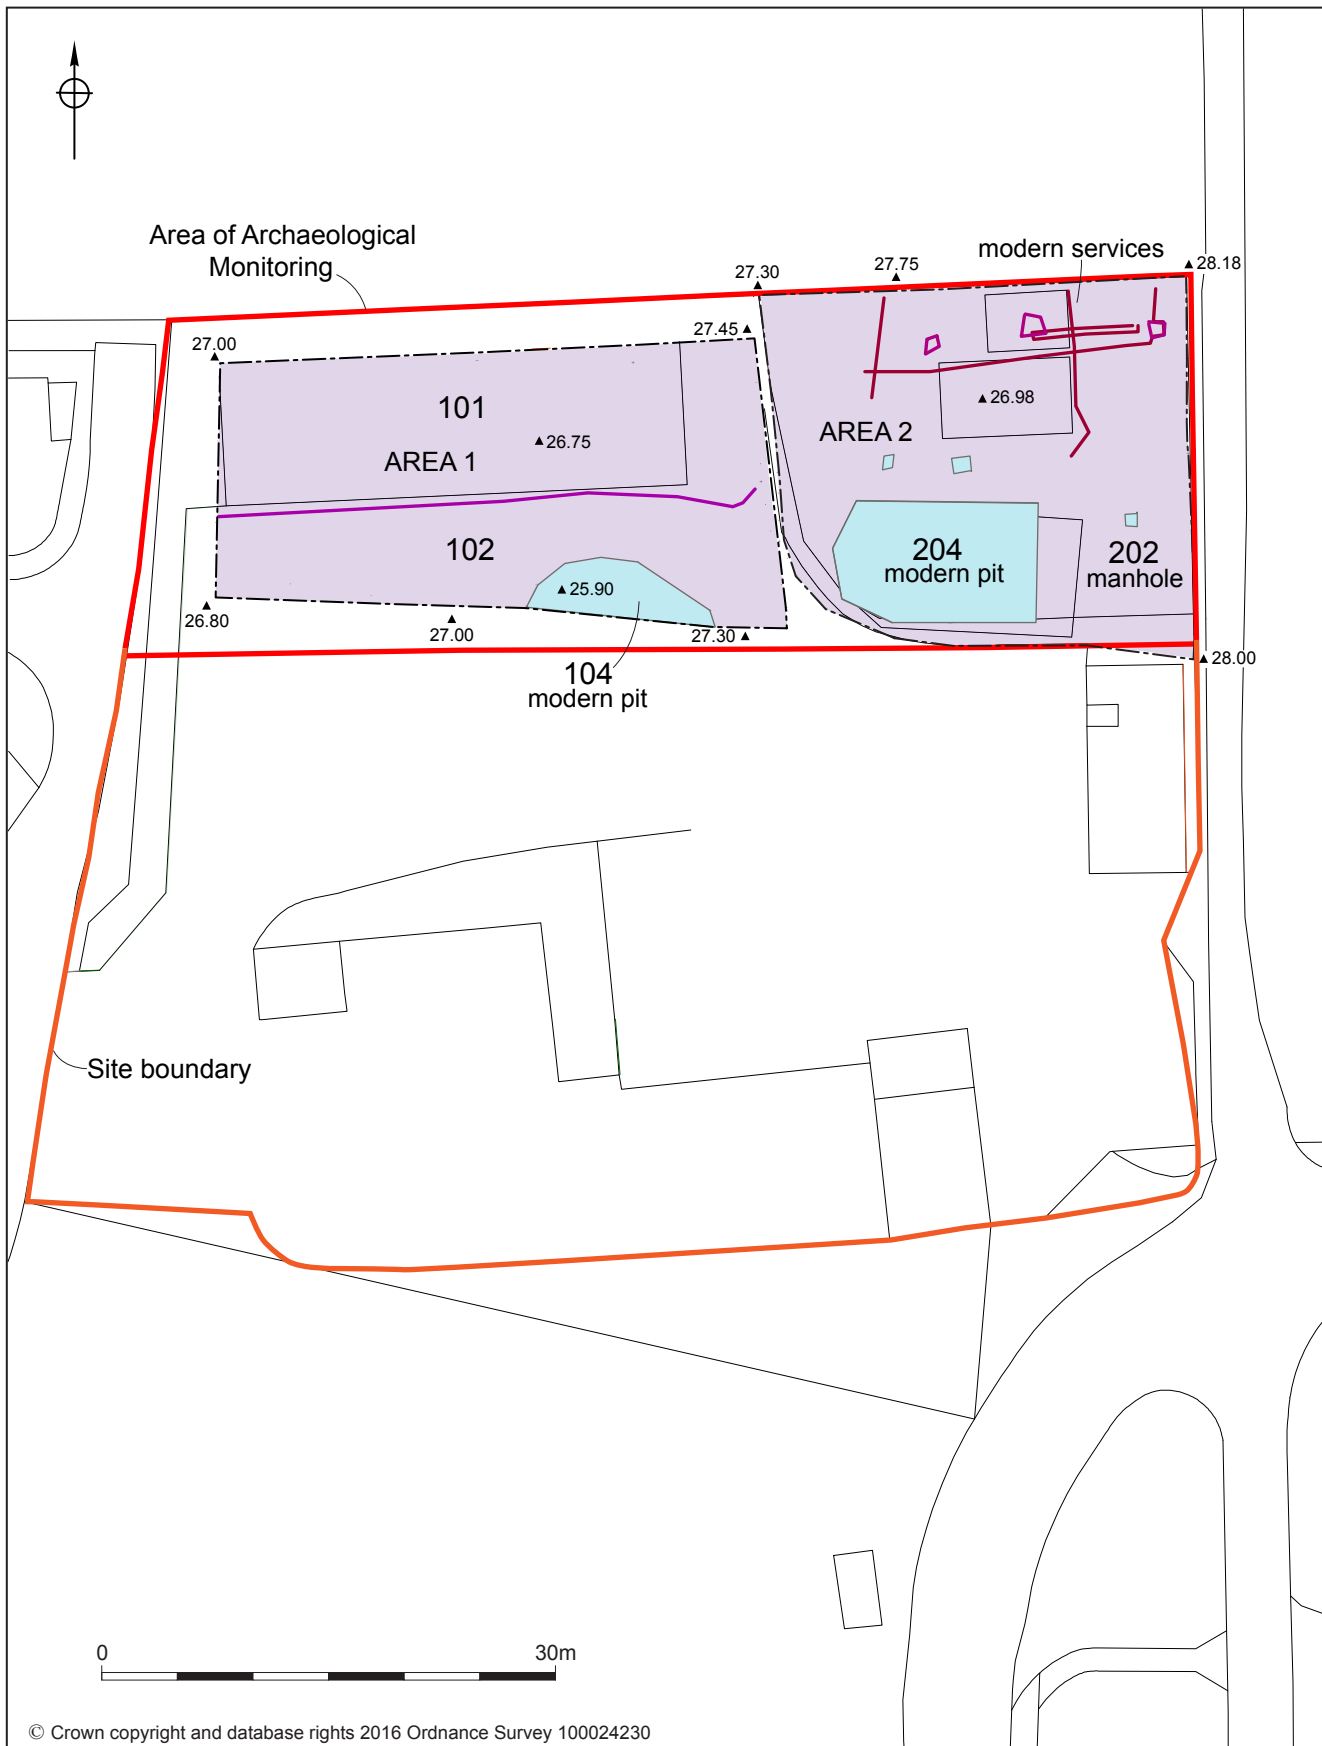 Area of Archaeological
Monitoring
modern services
27.30
27.75
28.18
27.00
27.45
101
26.98
AREA 2
26.75
AREA 1
102
204
modern pit
202
manhole
25.90
26.80
27.00
27.30
28.00
104
modern pit
Site boundary
0
30m
© Crown copyright and database rights 2016 Ordnance Survey 100024230